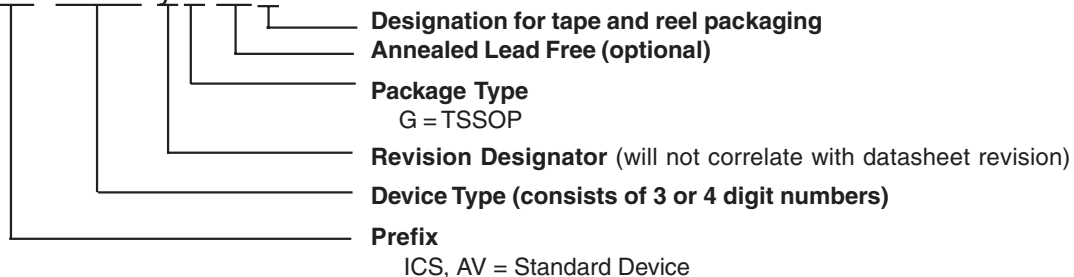 Designation for tape and reel packaging
Annealed Lead Free (optional)
Package Type
G = TSSOP
Revision Designator (will not correlate with datasheet revision)
Device Type (consists of 3 or 4 digit numbers)
Prefix
ICS, AV = Standard Device